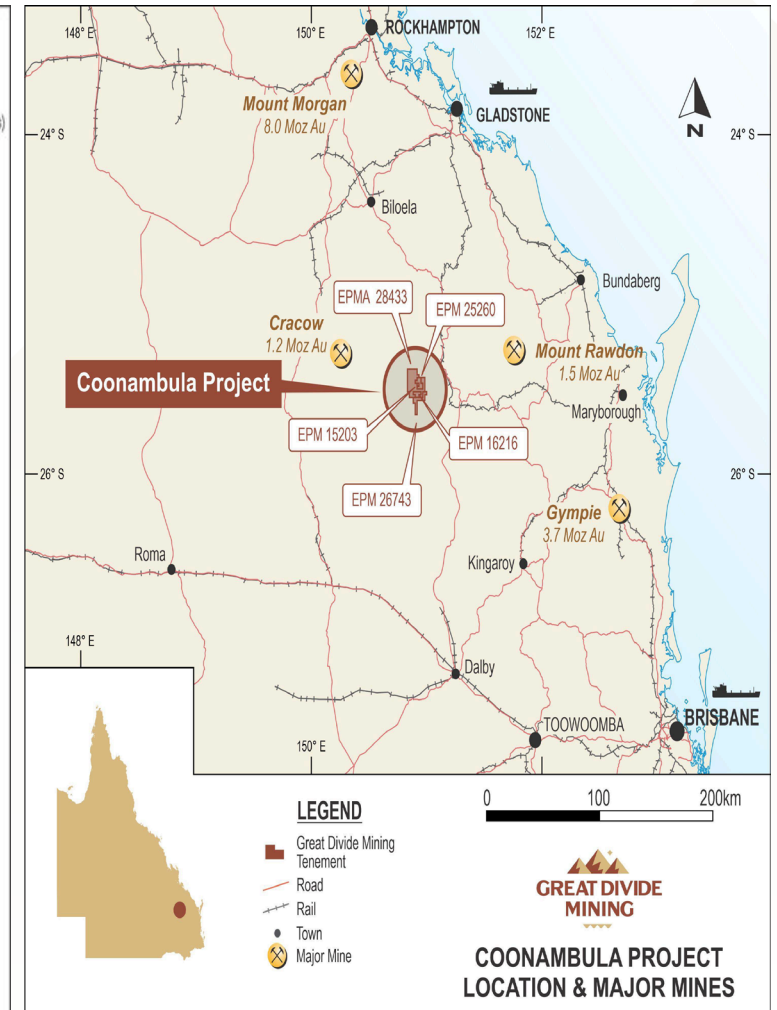 148° E
150° E
152° E
ROCKHAMPTON
Mount Morgan
8.0 Moz Au
GLADSTONE
N
24° S
24° S
Biloela
Bundaberg
EPMA 28433
EPM 25260
Cracow
1.2 Moz Au
Mount Rawdon
1.5 Moz Au
Coonambula Project
Maryborough
EPM 15203
EPM 16216
26° S
26° S
EPM 26743
Gympie
3.7 Moz Au
Roma
Kingaroy
148° E
Dalby
BRISBANE
TOOWOOMBA
150° E
0
100
200km
LEGEND
Great Divide Mining
Tenement
Road
Rail
Town
Major Mine
GREAT DIVIDE
MINING
COONAMBULA PROJECT
LOCATION & MAJOR MINES